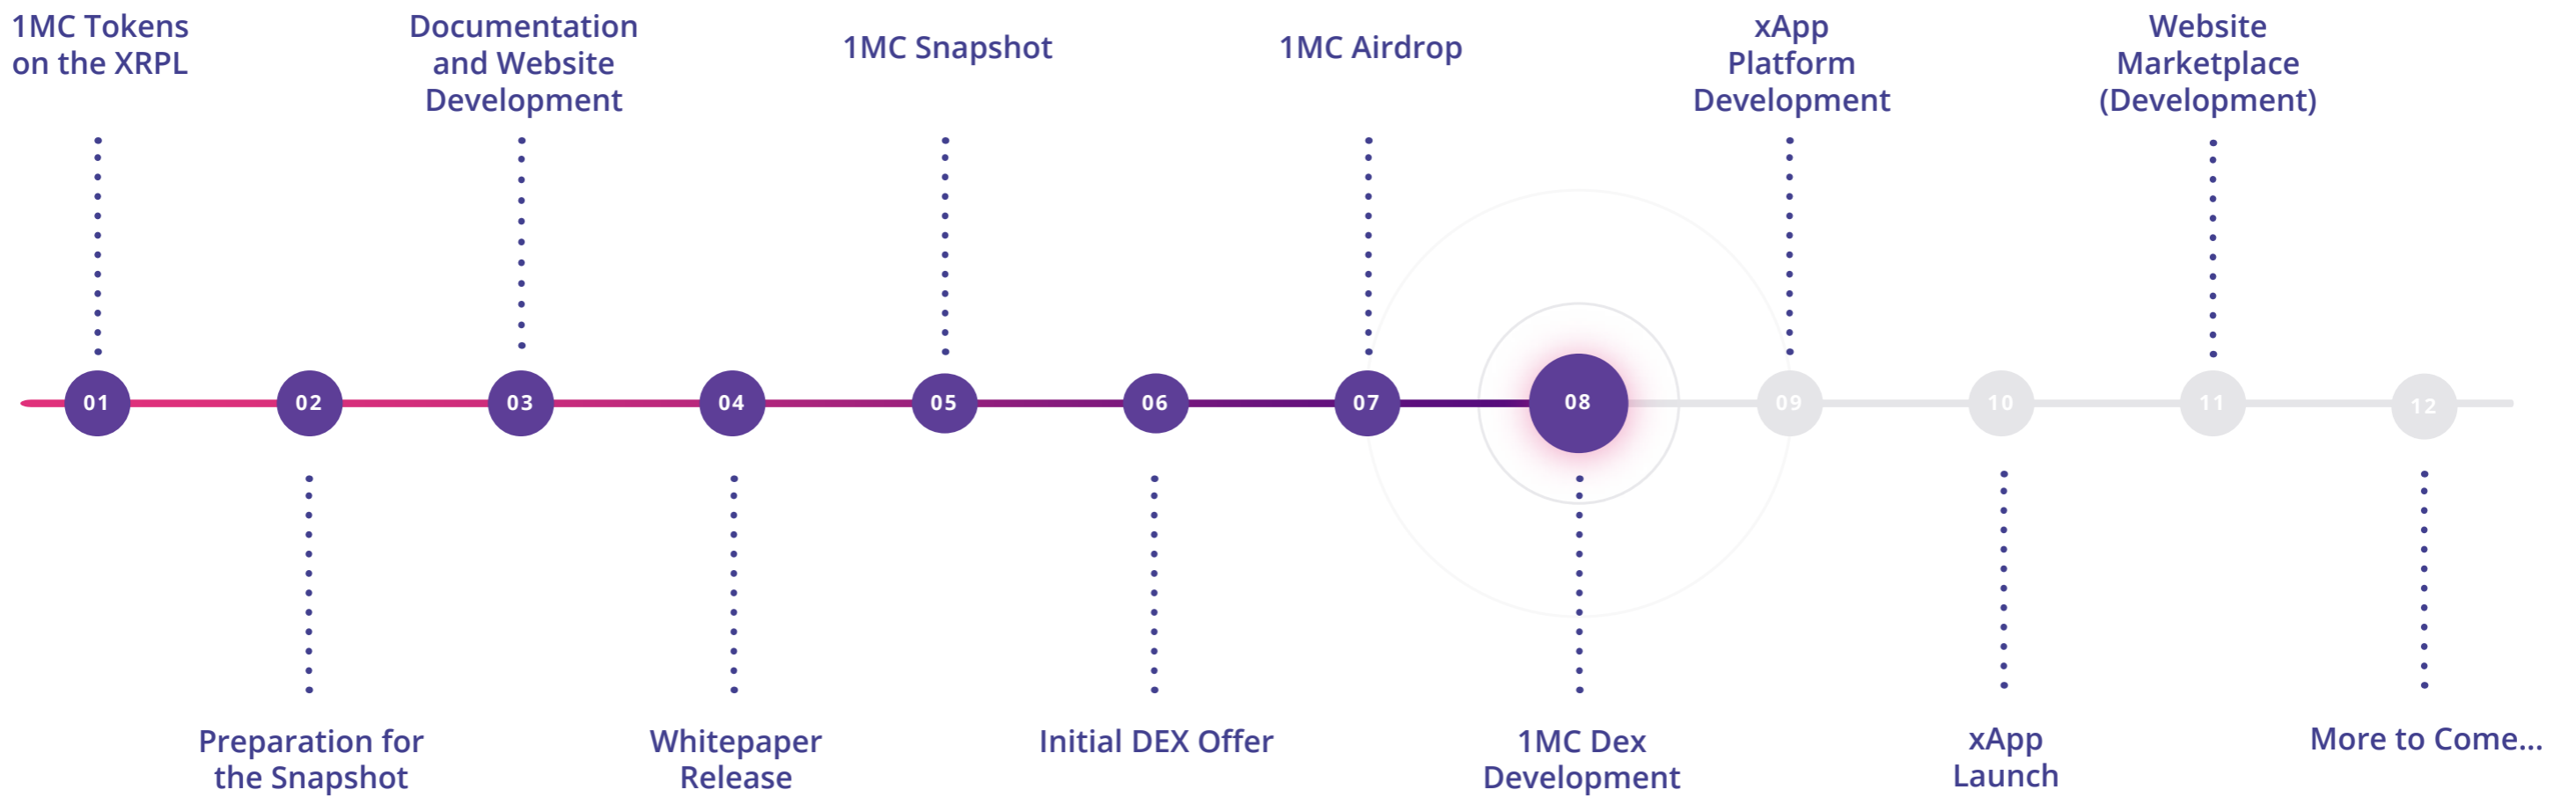 1MC Tokens
on the XRPL
Documentation
and Website
Development
1MC Snapshot
1MC Airdrop
xApp
Platform
Development
Website
Marketplace
(Development)
01
02
03
04
05
06
07
08
09
10
11
12
Preparation for
the Snapshot
Whitepaper
Release
Initial DEX Offer
1MC Dex
Development
xApp
Launch
More to Come...